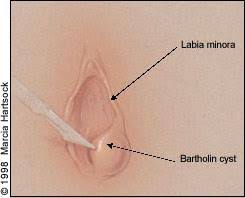 Labia minora
Bartholin cyst
© 1998 Marcia Hartsock